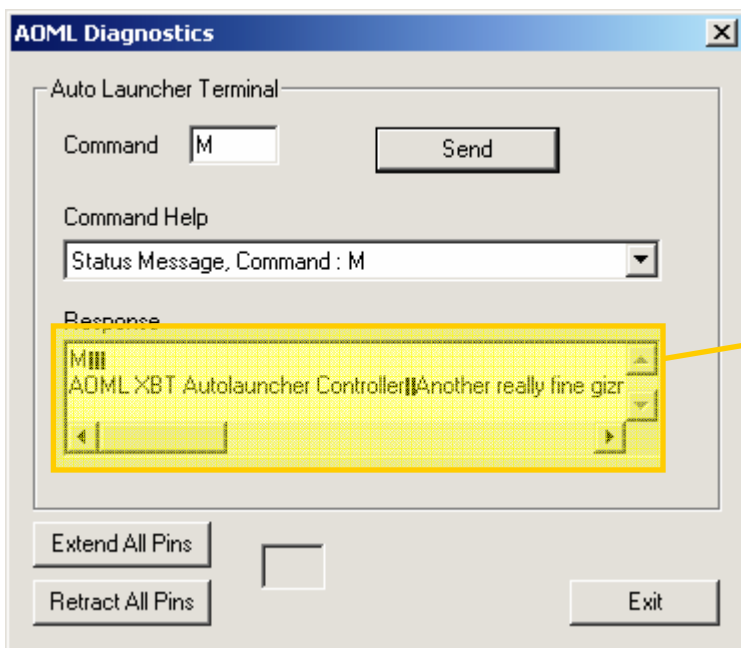 AOML Diagnostics
Auto Launcher Terminal
Command M Send
Command Help
Status Message, Command : M
Response
M||||
AOML XBT Autolauncher Controller||Another really fine gizr
Extend All Pins
Retract All Pins Exit